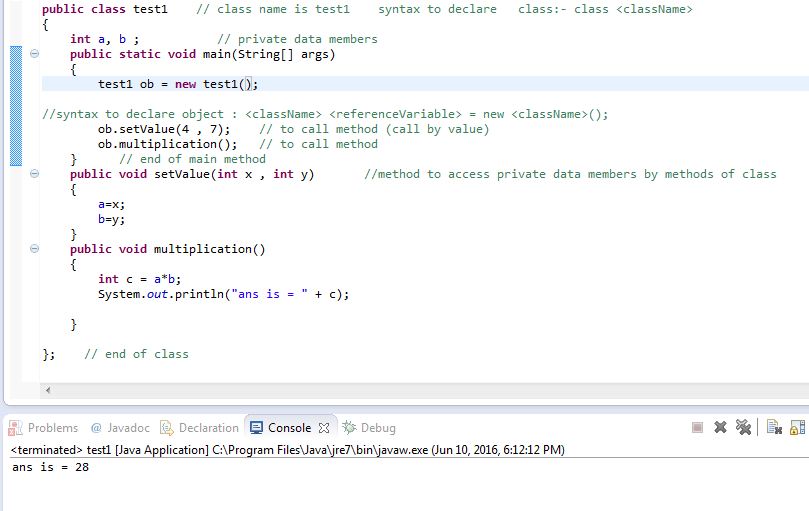 public class test1    // class name is test1    syntax to declare   class:- class <className>
{
    int a, b ;           // private data members
    public static void main(String[] args)
    {
        test1 ob = new test1();
//syntax to declare object : <className> <referenceVariable> = new <className>();
        ob.setValue(4 , 7);    // to call method (call by value)
        ob.multiplication();   // to call method
    }      // end of main method
    public void setValue(int x , int y)       //method to access private data members by methods of class
    {
        a=x;
        b=y;
    }
    public void multiplication()
    {
        int c = a*b;
        System.out.println("ans is = " + c);
    }
};    // end of class
Problems @ Javadoc Declaration Console Debug
<terminated> test1 [Java Application] C:\Program Files\Java\jre7\bin\javaw.exe (Jun 10, 2016, 6:12:12 PM)
ans is = 28